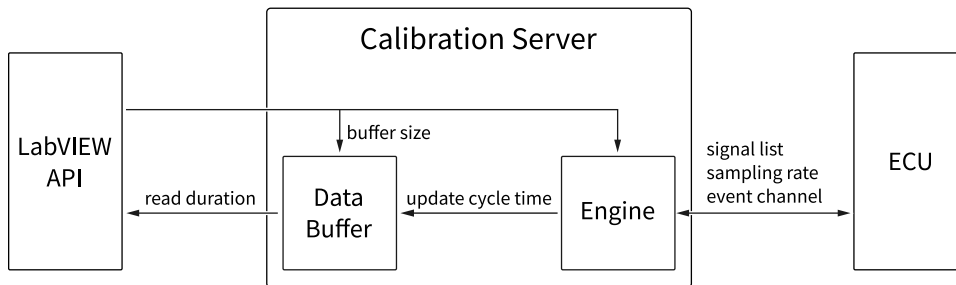 Calibration Server
LabVIEW
API
buffer size
read duration
Data
Buffer
update cycle time
Engine
signal list
sampling rate
event channel
ECU